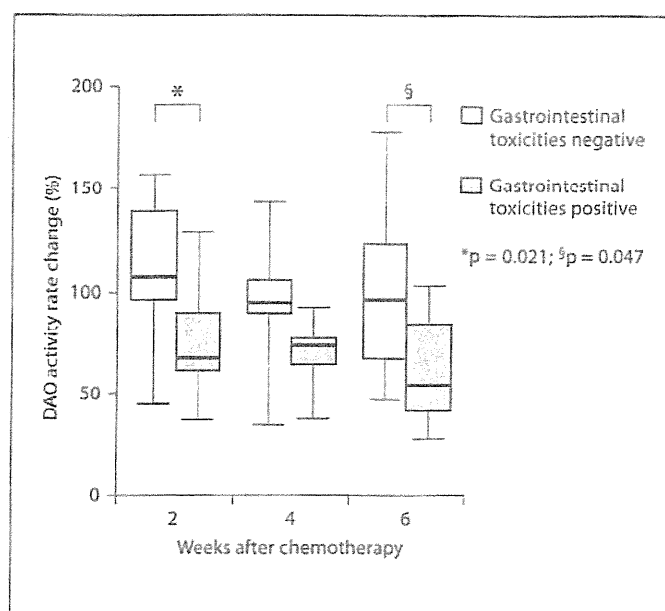 200
150
100
50
0
*
§
DAO activity rate change (%)
2
4
6
Weeks after chemotherapy
Gastrointestinal
toxicities negative
Gastrointestinal
toxicities positive
*p = 0.021; §p = 0.047